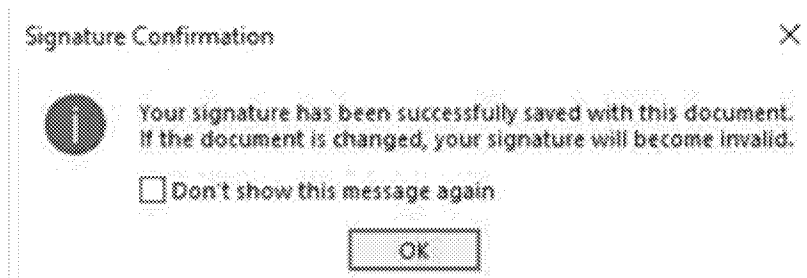 Signature Confirmation
Your signature has been successfully saved with this document.
If the document is changed, your signature will become invalid.
Don't show this message again
OK